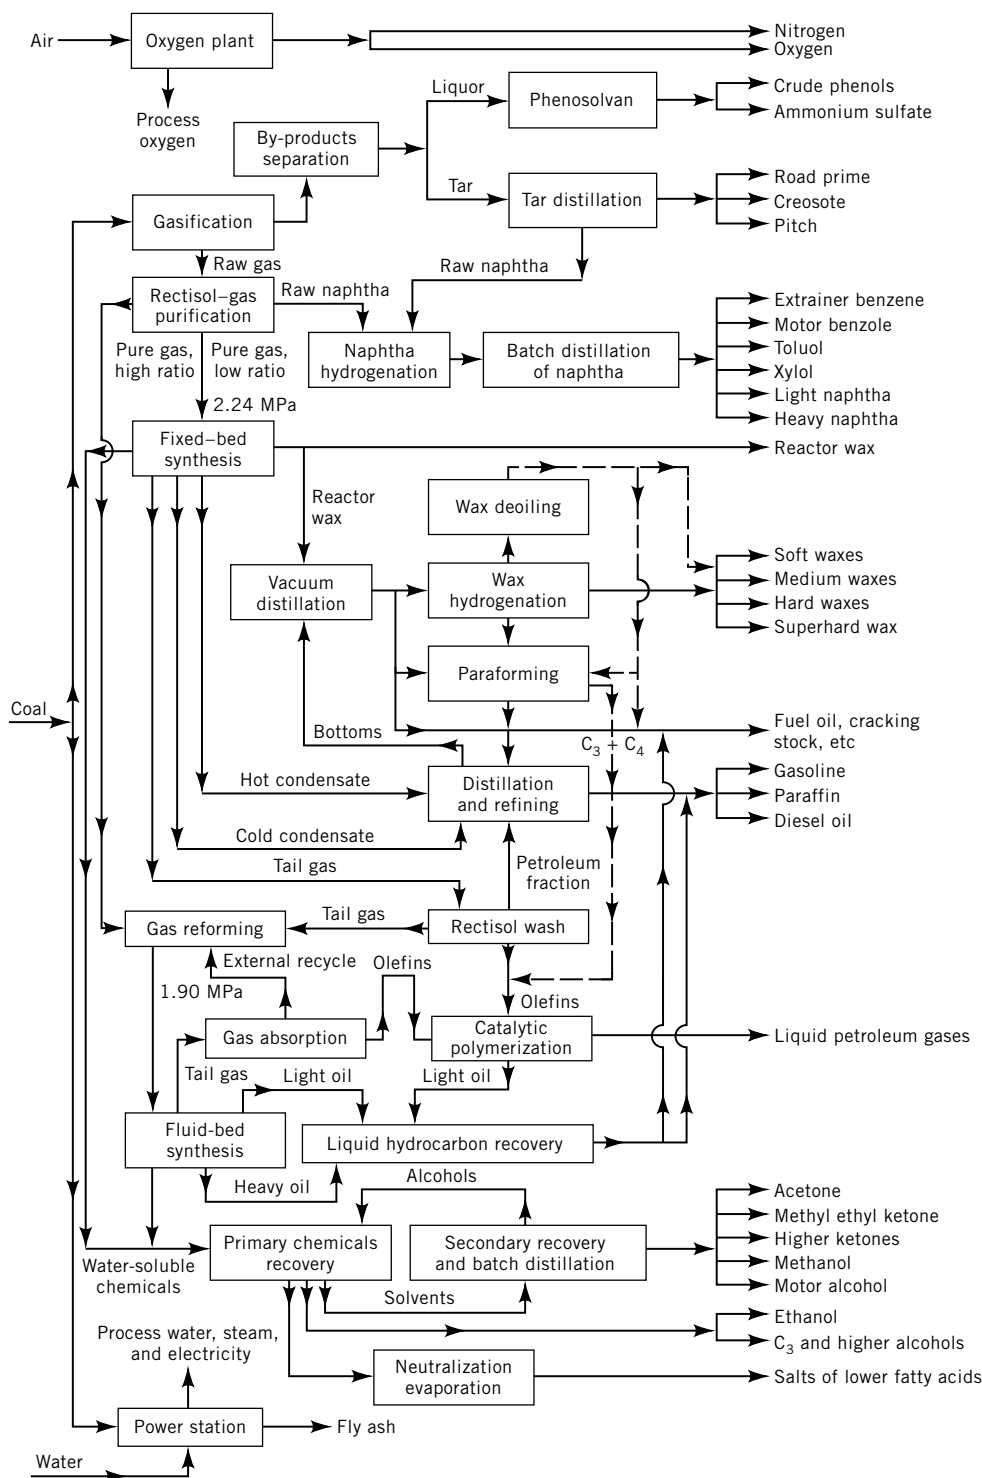 Air
Oxygen plant
Nitrogen
Oxygen
Process
oxygen
By-products
separation
Liquor
Phenosolvan
Crude phenols
Ammonium sulfate
Tar
Tar distillation
Road prime
Creosote
Pitch
Gasification
Raw gas
Raw naphtha
Rectisol–gas
purification
Raw naphtha
Pure gas,
high ratio
Pure gas,
low ratio
Naphtha
hydrogenation
Batch distillation
of naphtha
Extrainer benzene
Motor benzole
Toluol
Xylol
Light naphtha
Heavy naphtha
2.24 MPa
Fixed–bed
synthesis
Reactor wax
Reactor
wax
Wax deoiling
Vacuum
distillation
Wax
hydrogenation
Soft waxes
Medium waxes
Hard waxes
Superhard wax
Paraforming
Coal
Bottoms
C3 + C4
Fuel oil, cracking
stock, etc
Hot condensate
Distillation
and refining
Gasoline
Paraffin
Diesel oil
Cold condensate
Tail gas
Petroleum
fraction
Gas reforming
Tail gas
Rectisol wash
External recycle
Olefins
1.90 MPa
Olefins
Gas absorption
Catalytic
polymerization
Liquid petroleum gases
Tail gas
Light oil
Light oil
Fluid-bed
synthesis
Liquid hydrocarbon recovery
Heavy oil
Alcohols
Water-soluble
chemicals
Primary chemicals
recovery
Secondary recovery
and batch distillation
Acetone
Methyl ethyl ketone
Higher ketones
Methanol
Motor alcohol
Solvents
Ethanol
C3 and higher alcohols
Process water, steam,
and electricity
Neutralization
evaporation
Salts of lower fatty acids
Power station
Fly ash
Water